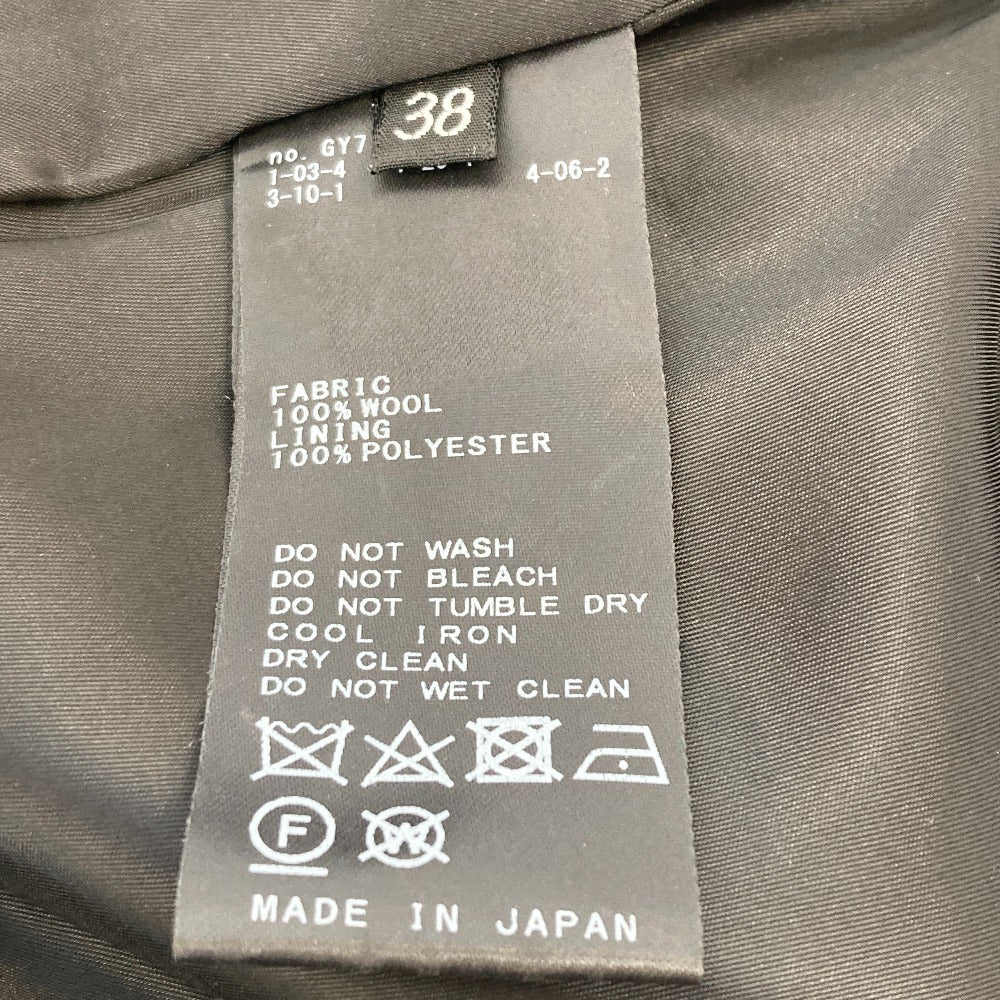 38
no. GY7
1-03-4 4-06-2
3-10-1
FABRIC
100% WOOL
LINING
100% POLYESTER
DO NOT WASH
DO NOT BLEACH
DO NOT TUMBLE DRY
COOL IRON
DRY CLEAN
DO NOT WET CLEAN
F W
MADE IN JAPAN